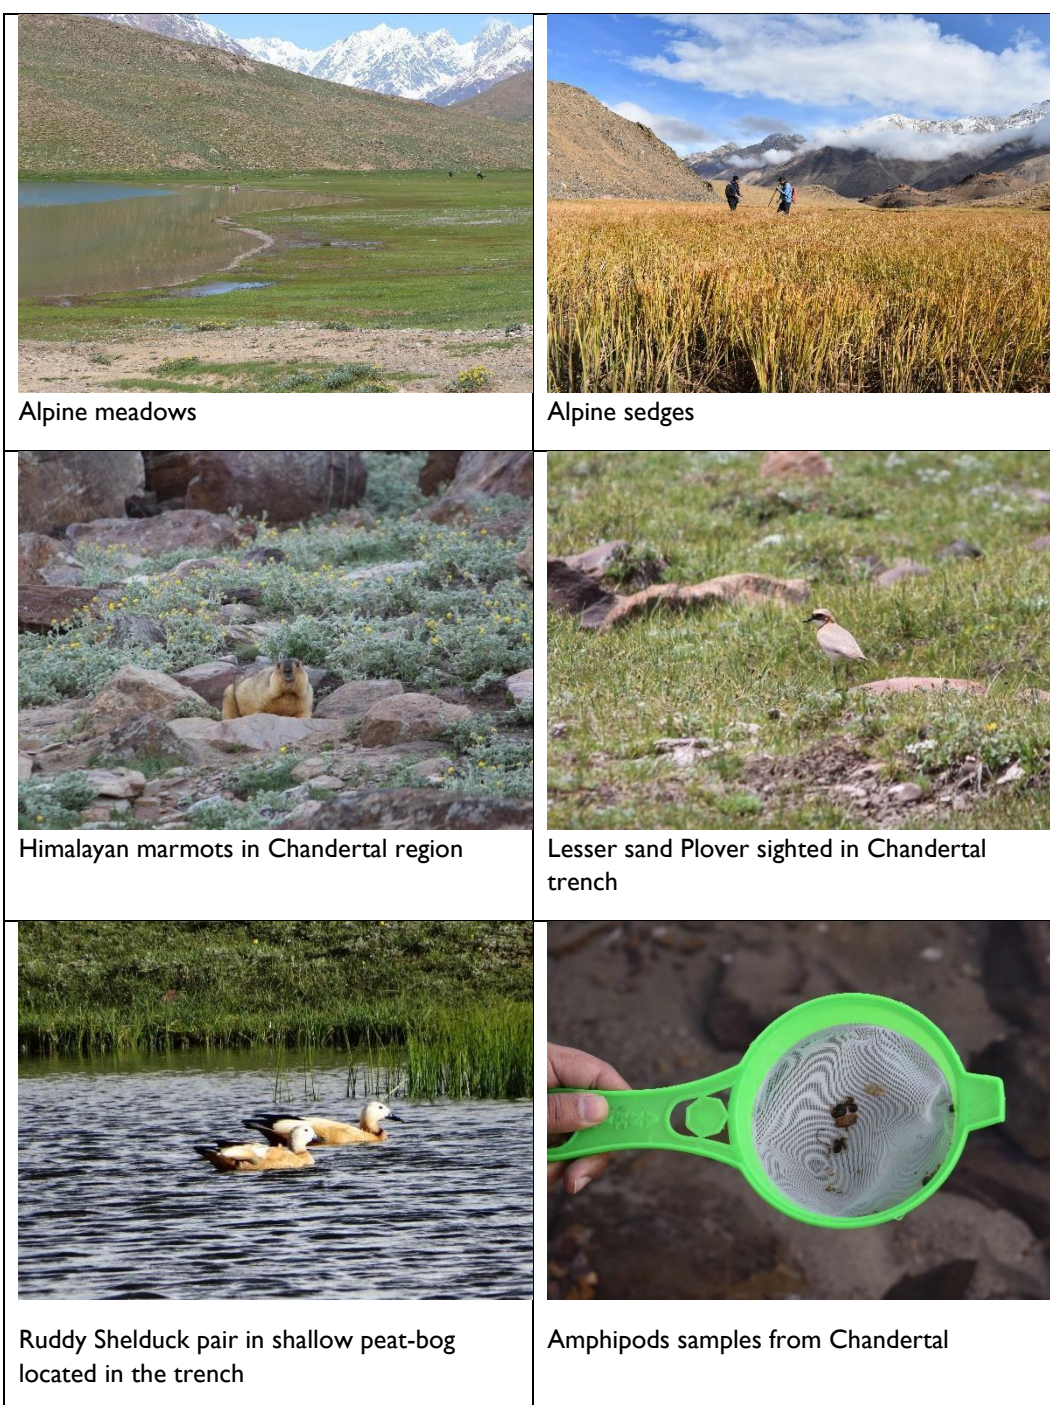 Alpine meadows
Alpine sedges
Himalayan marmots in Chandertal region
Lesser sand Plover sighted in Chandertal
trench
Ruddy Shelduck pair in shallow peat-bog
located in the trench
Amphipods samples from Chandertal